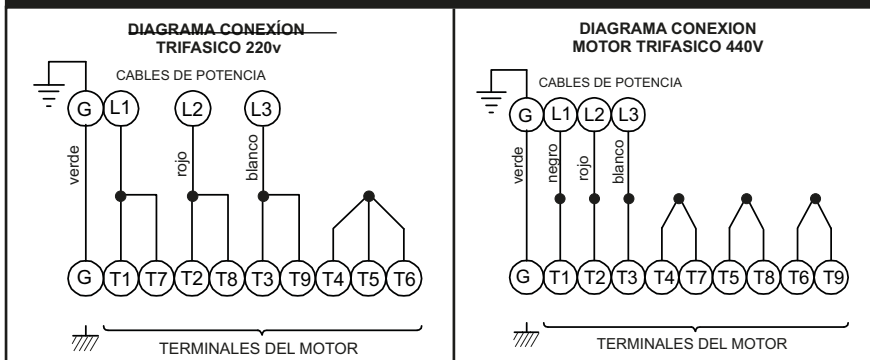 DIAGRAMA CONEXÍON
TRIFASICO 220v
CABLES DE POTENCIA
G L1 L2 L3
verde
rojo
blanco
G T1 T7 T2 T8 T3 T9 T4 T5 T6
TERMINALES DEL MOTOR
DIAGRAMA CONEXION
MOTOR TRIFASICO 440V
CABLES DE POTENCIA
G L1 L2 L3
verde
negro
rojo
blanco
G T1 T2 T3 T4 T7 T5 T8 T6 T9
TERMINALES DEL MOTOR